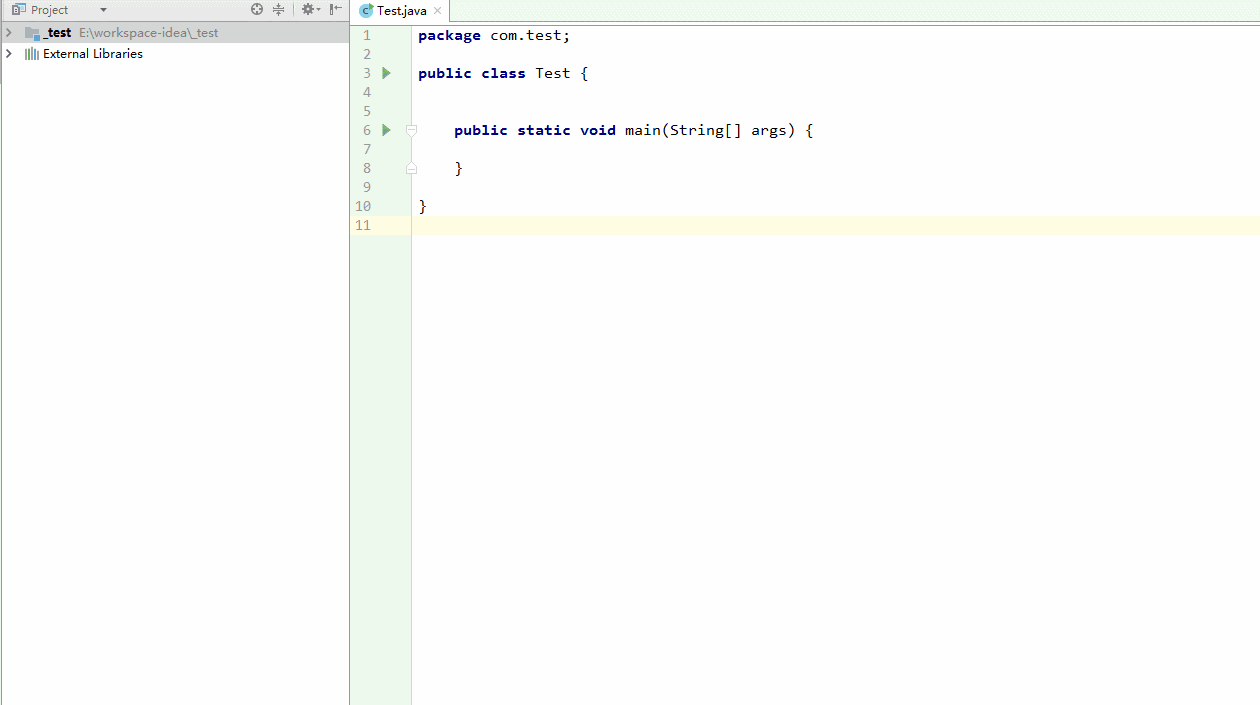 Project
_test E:\workspace-idea\_test
External Libraries
Test.java
1 package com.test;
2
3 public class Test {
4
5
6 public static void main(String[] args) {
7
8 }
9
10 }
11